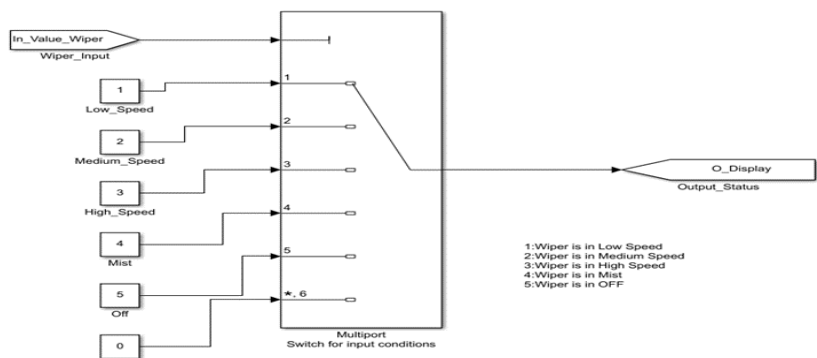 In_Value_Wiper
Wiper_Input
1
Low_Speed
2
Medium_Speed
3
High_Speed
4
Mist
5
Off
0
1
2
3
4
5
*, 6
Multiport
Switch for input conditions
O_Display
Output_Status
1:Wiper is in Low Speed
2:Wiper is in Medium Speed
3:Wiper is in High Speed
4:Wiper is in Mist
5:Wiper is in OFF